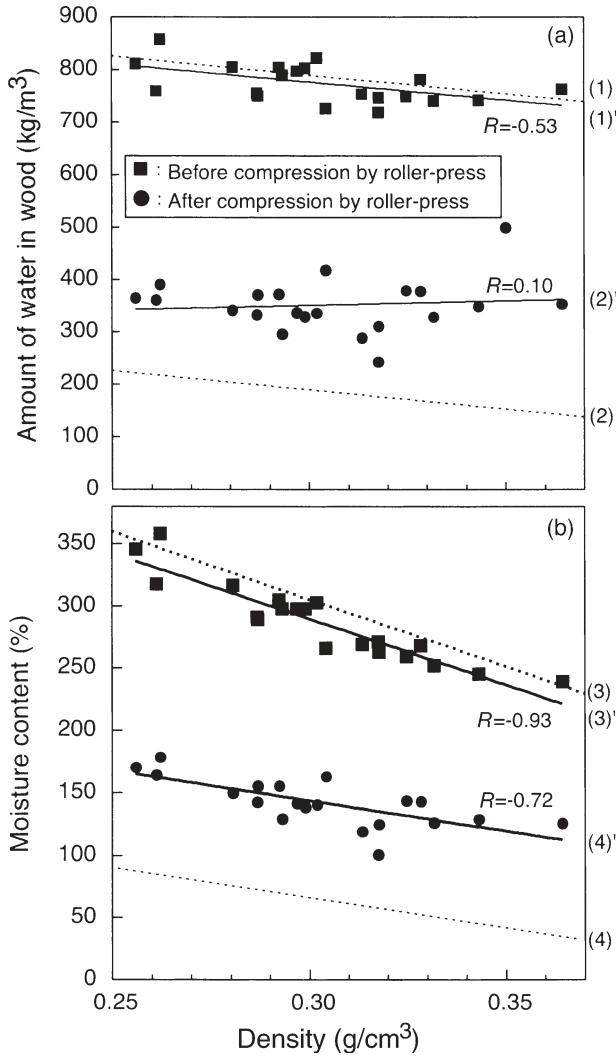 900
(a)
800
(1)
(1)'
700
R=-0.53
■ : Before compression by roller-press
● : After compression by roller-press
600
500
400
R=0.10
(2)'
300
200
(2)
100
0
Amount of water in wood (kg/m³)
(b)
350
300
250
(3)
(3)'
R=-0.93
200
150
R=-0.72
(4)'
100
50
(4)
0
Moisture content (%)
0.25 0.30 0.35
Density (g/cm³)